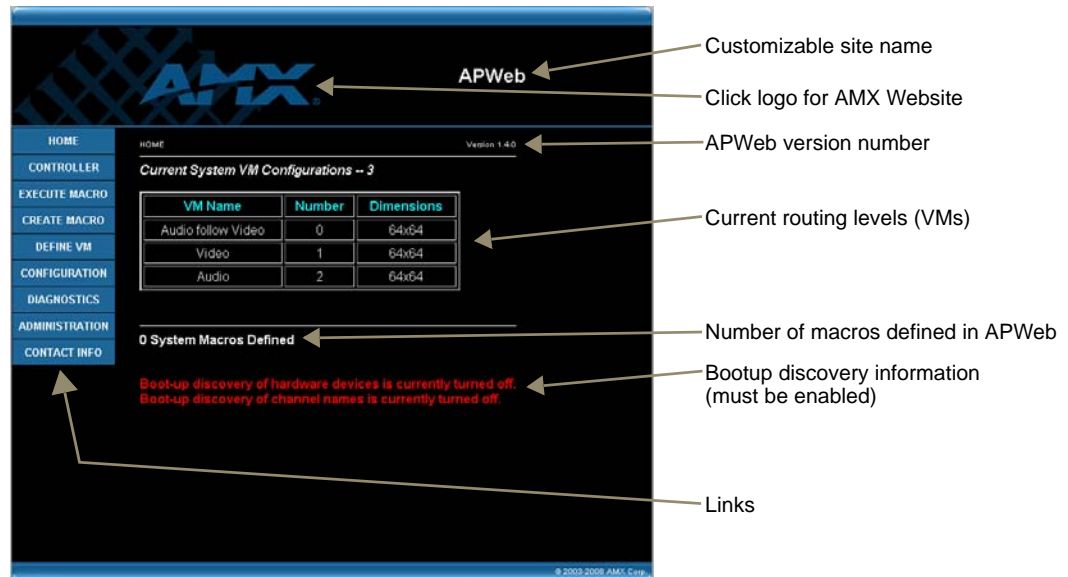 AMX
APWeb
Customizable site name
Click logo for AMX Website
HOME
CONTROLLER
EXECUTE MACRO
CREATE MACRO
DEFINE VM
CONFIGURATION
DIAGNOSTICS
ADMINISTRATION
CONTACT INFO
HOME
Version 1.4.0
APWeb version number
Current System VM Configurations -- 3
VM Name Number Dimensions
Audio follow Video 0 64x64
Video 1 64x64
Audio 2 64x64
Current routing levels (VMs)
0 System Macros Defined
Number of macros defined in APWeb
Boot-up discovery of hardware devices is currently turned off.
Boot-up discovery of channel names is currently turned off.
Bootup discovery information
(must be enabled)
Links
© 2003-2008 AMX Corp.